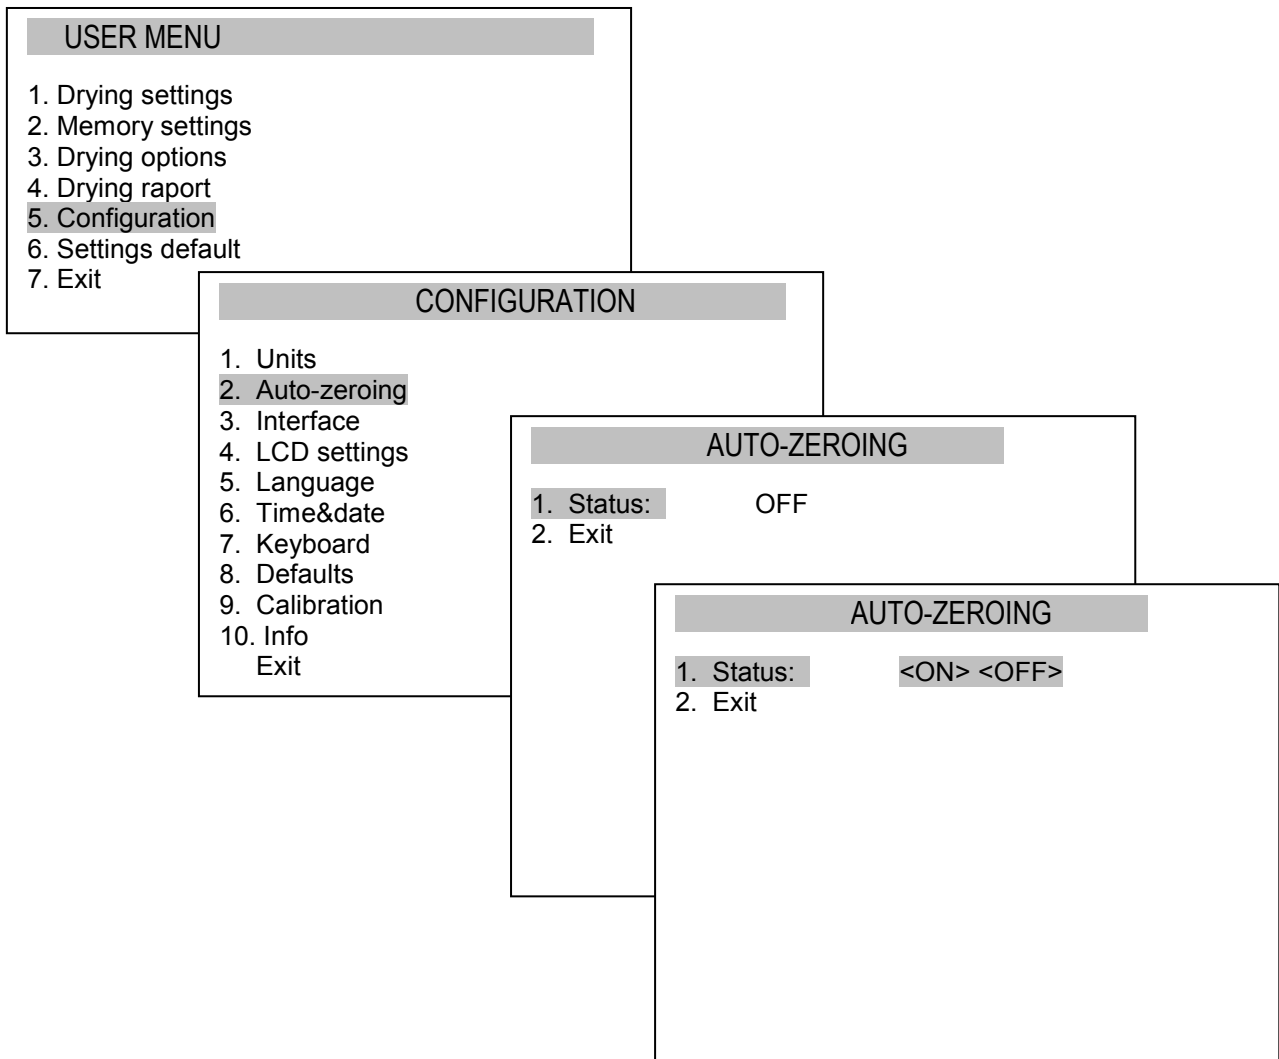 USER MENU
1. Drying settings
2. Memory settings
3. Drying options
4. Drying raport
5. Configuration
6. Settings default
7. Exit
CONFIGURATION
1. Units
2. Auto-zeroing
3. Interface
4. LCD settings
5. Language
6. Time&date
7. Keyboard
8. Defaults
9. Calibration
10. Info
Exit
AUTO-ZEROING
1. Status: OFF
2. Exit
AUTO-ZEROING
1. Status: <ON> <OFF>
2. Exit